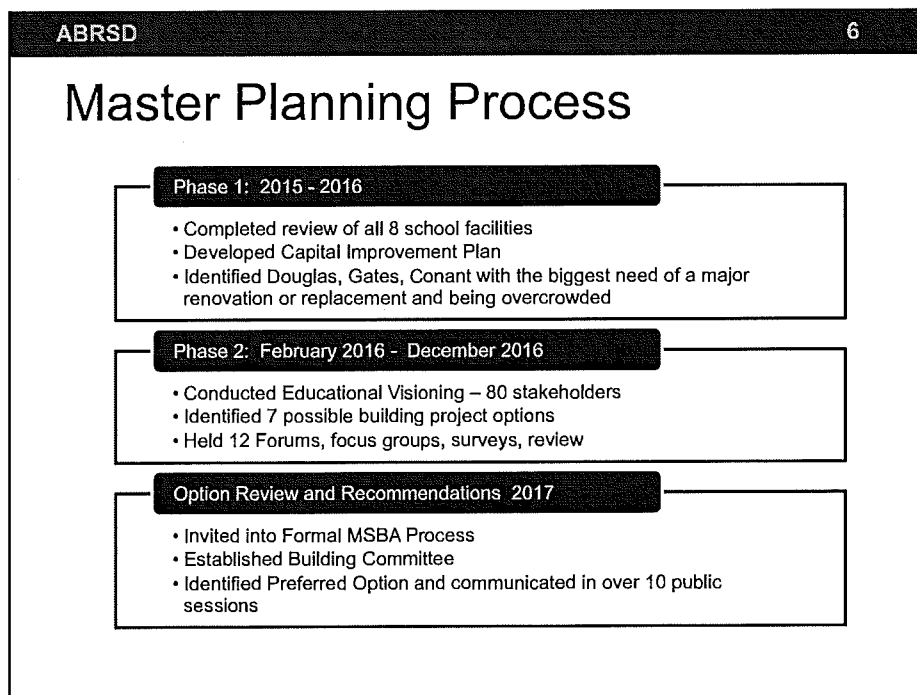 ABRSD 6
Master Planning Process
Phase 1: 2015 - 2016
• Completed review of all 8 school facilities
• Developed Capital Improvement Plan
• Identified Douglas, Gates, Conant with the biggest need of a major
renovation or replacement and being overcrowded
Phase 2: February 2016 - December 2016
• Conducted Educational Visioning – 80 stakeholders
• Identified 7 possible building project options
• Held 12 Forums, focus groups, surveys, review
Option Review and Recommendations 2017
• Invited into Formal MSBA Process
• Established Building Committee
• Identified Preferred Option and communicated in over 10 public
sessions